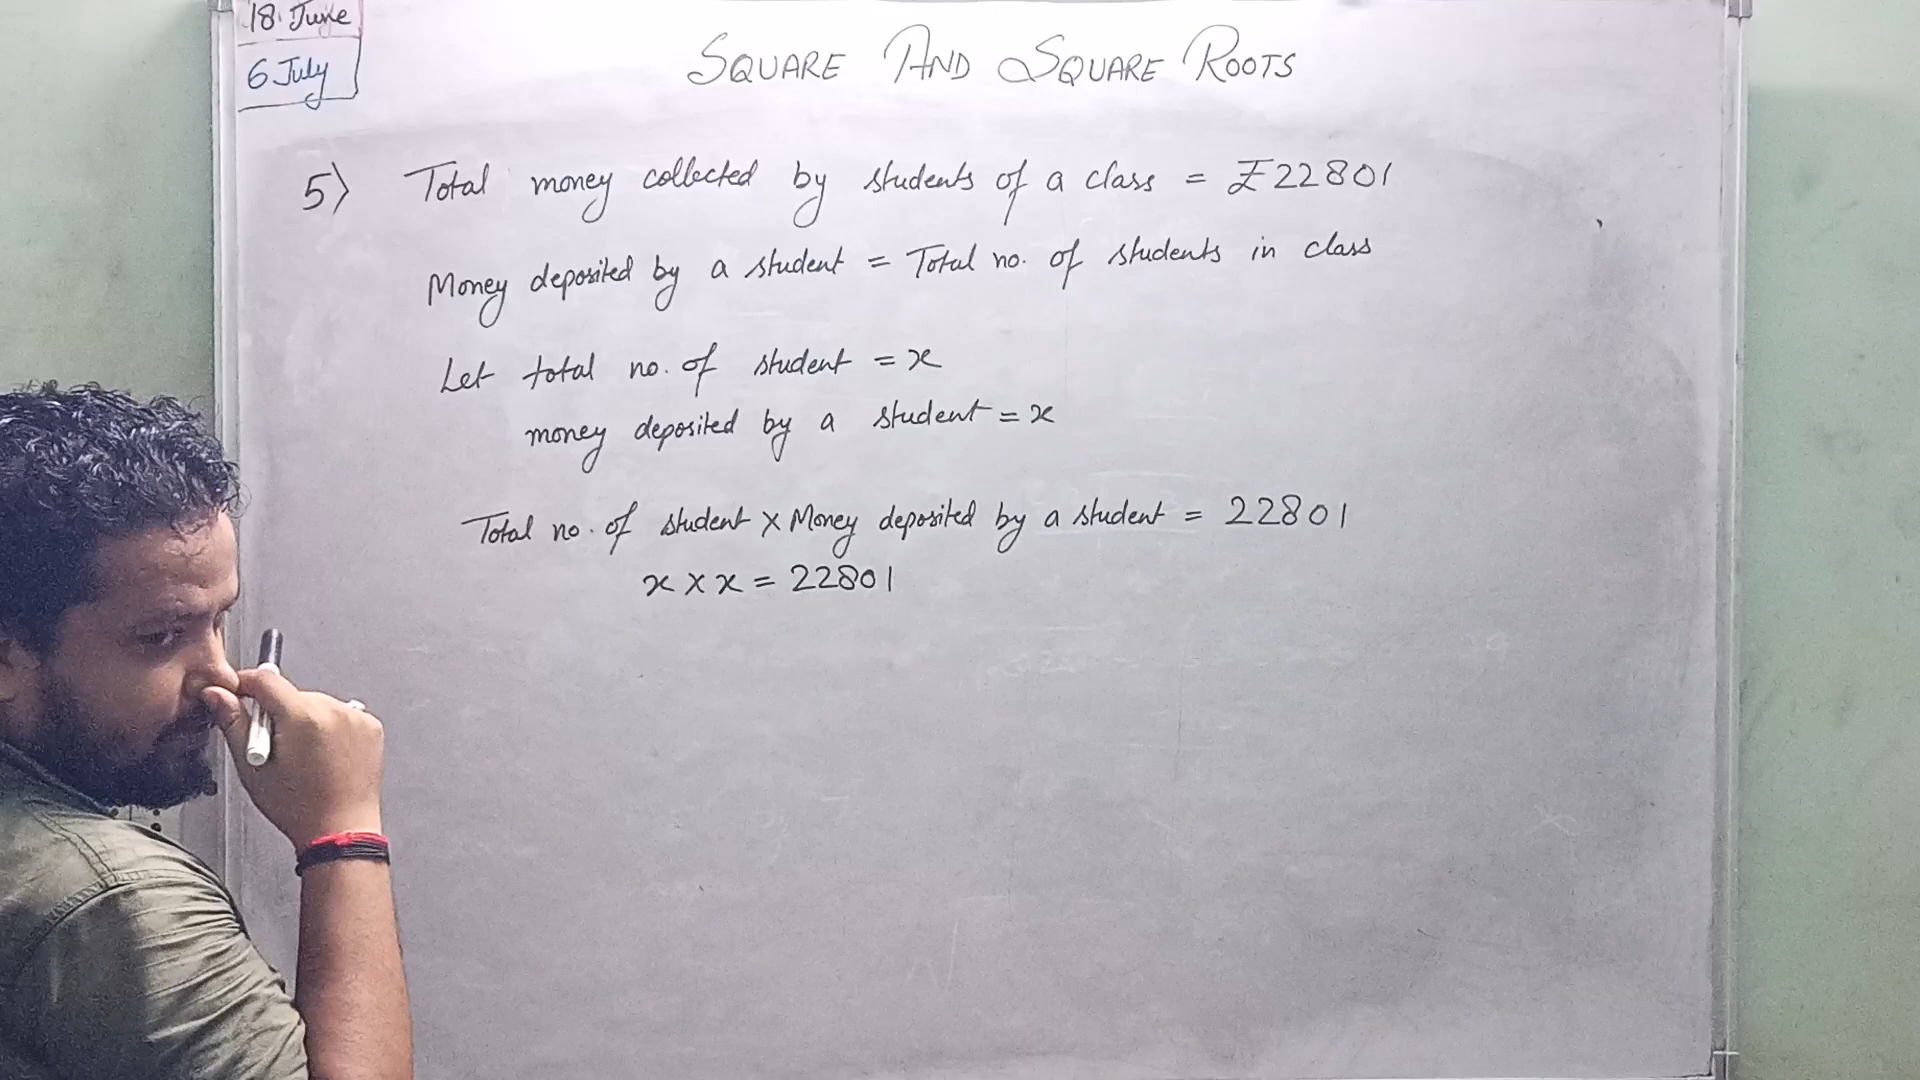 18 June
6 July
SQUARE AND SQUARE ROOTS
5) Total money collected by students of a class = ₹22801
Money deposited by a student = Total no. of students in class
Let total no. of student = x
money deposited by a student = x
Total no. of student × Money deposited by a student = 22801
x × x = 22801